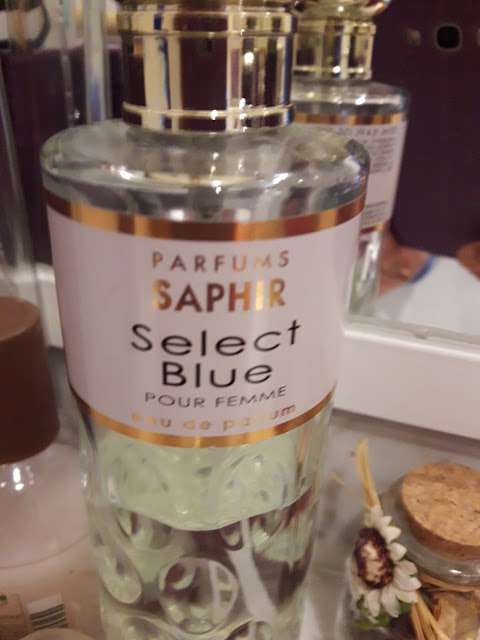 PARFUMS
SAPHIR
Select
Blue
POUR FEMME
eau de parfum